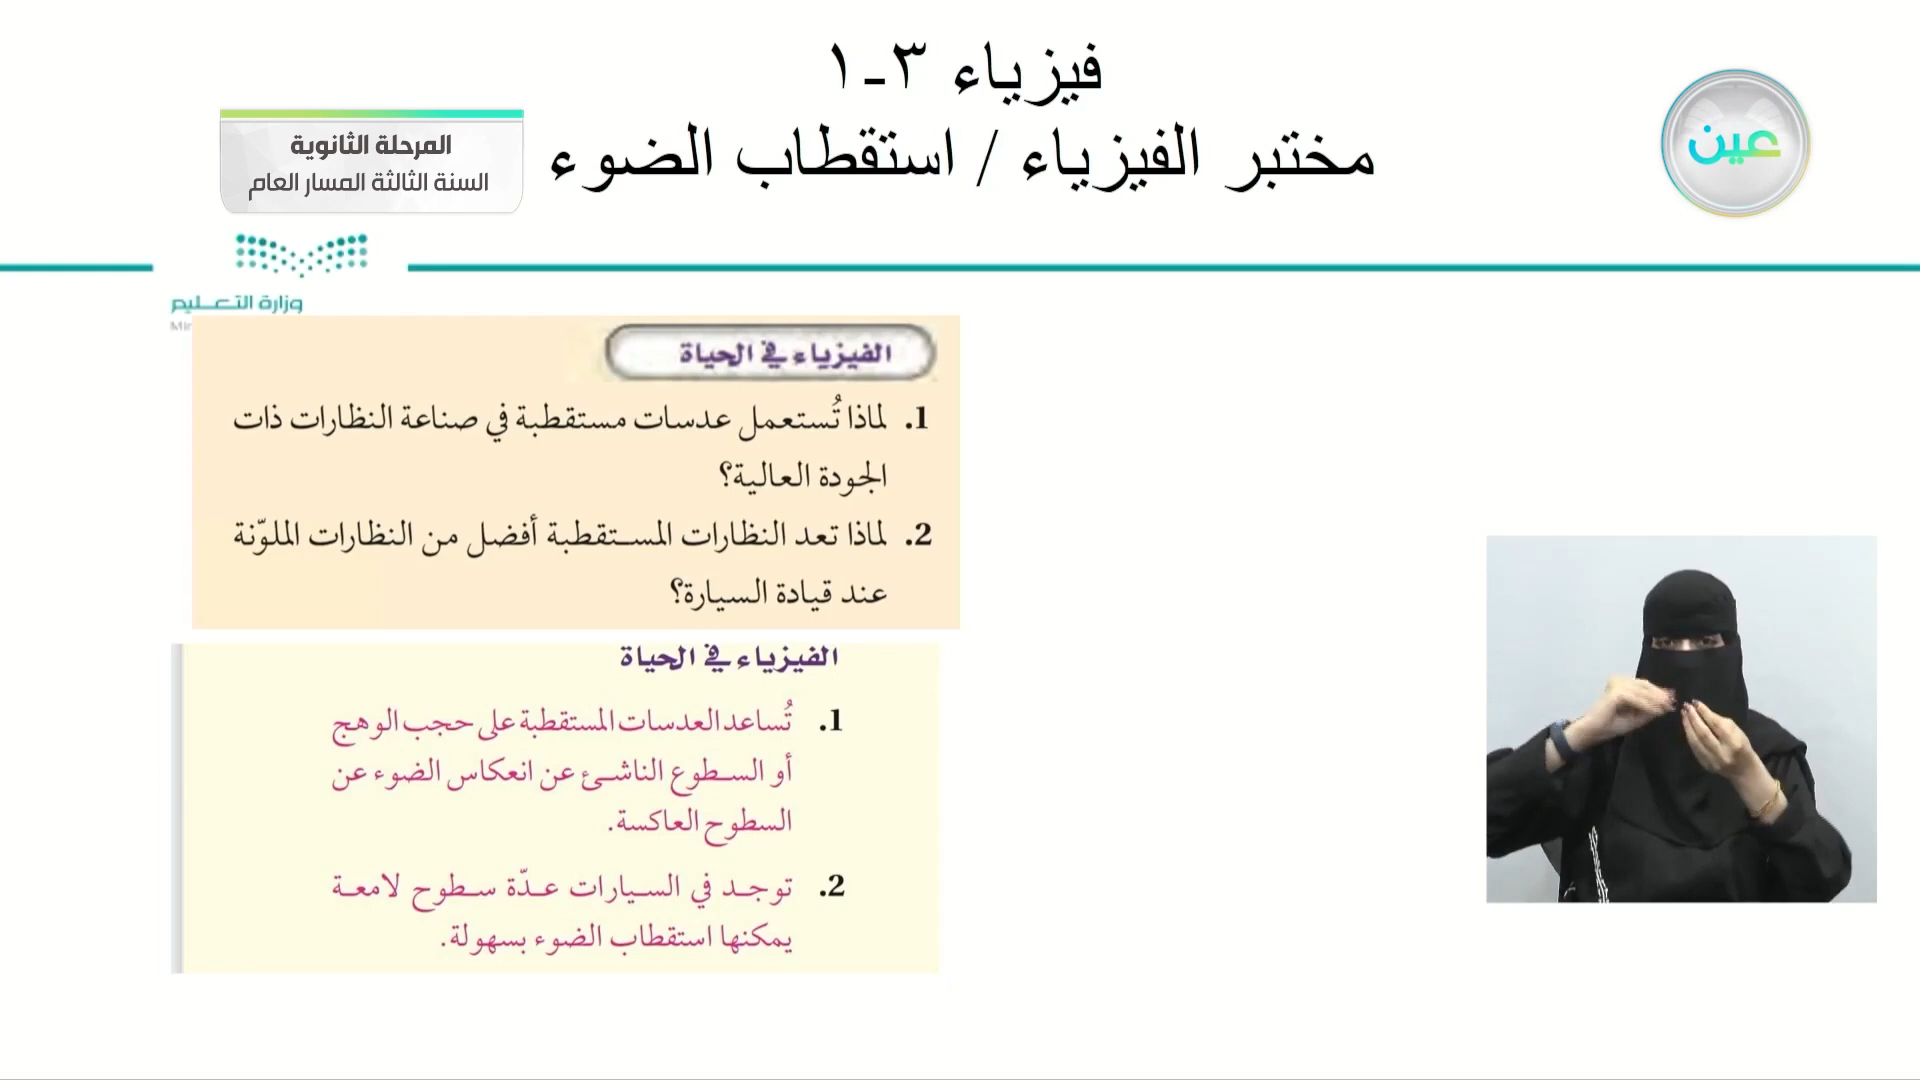 فيزياء ٣-١
مختبر الفيزياء / استقطاب الضوء
عين
المرحلة الثانوية
السنة الثالثة المسار العام
وزارة التعليم
الفيزياء في الحياة
1. لماذا تُستعمل عدسات مستقطبة في صناعة النظارات ذات
الجودة العالية؟
2. لماذا تعد النظارات المستقطبة أفضل من النظارات الملوّنة
عند قيادة السيارة؟
الفيزياء في الحياة
1. تُساعد العدسات المستقطبة على حجب الوهج
أو السطوع الناشئ عن انعكاس الضوء عن
السطوح العاكسة.
2. توجد في السيارات عدّة سطوح لامعة
يمكنها استقطاب الضوء بسهولة.